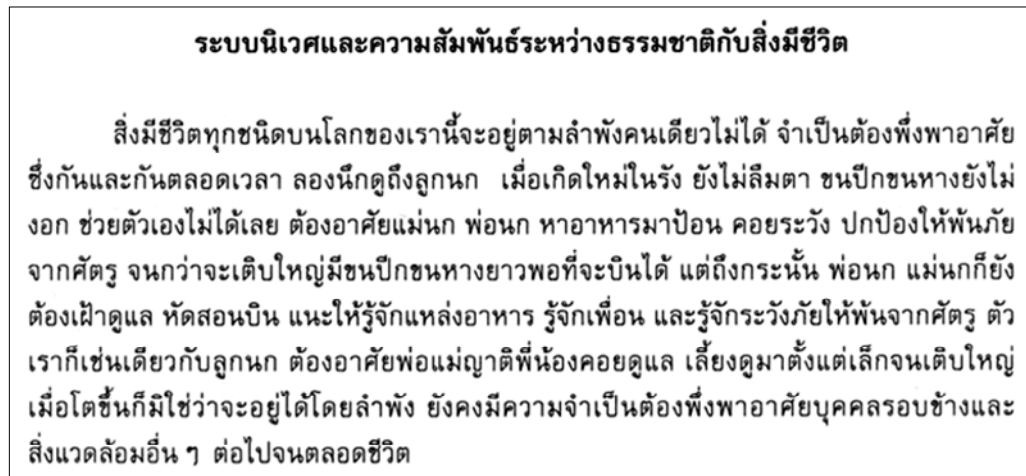 ระบบนิเวศและความสัมพันธ์ระหว่างธรรมชาติกับสิ่งมีชีวิต
สิ่งมีชีวิตทุกชนิดบนโลกของเรานี้จะอยู่ตามลำพังคนเดียวไม่ได้ จำเป็นต้องพึ่งพาอาศัย
ซึ่งกันและกันตลอดเวลา ลองนึกดูถึงลูกนก เมื่อเกิดใหม่ในรัง ยังไม่ลืมตา ขนปีกขนหางยังไม่
งอก ช่วยตัวเองไม่ได้เลย ต้องอาศัยแม่นก พ่อนก หาอาหารมาป้อน คอยระวัง ปกป้องให้พ้นภัย
จากศัตรู จนกว่าจะเติบใหญ่มีขนปีกขนหางยาวพอที่จะบินได้ แต่ถึงกระนั้น พ่อนก แม่นกก็ยัง
ต้องเฝ้าดูแล หัดสอนบิน แนะให้รู้จักแหล่งอาหาร รู้จักเพื่อน และรู้จักระวังภัยให้พ้นจากศัตรู ตัว
เราก็เช่นเดียวกับลูกนก ต้องอาศัยพ่อแม่ญาติพี่น้องคอยดูแล เลี้ยงดูมาตั้งแต่เล็กจนเติบใหญ่
เมื่อโตขึ้นก็มิใช่ว่าจะอยู่ได้โดยลำพัง ยังคงมีความจำเป็นต้องพึ่งพาอาศัยบุคคลรอบข้างและ
สิ่งแวดล้อมอื่น ๆ ต่อไปจนตลอดชีวิต